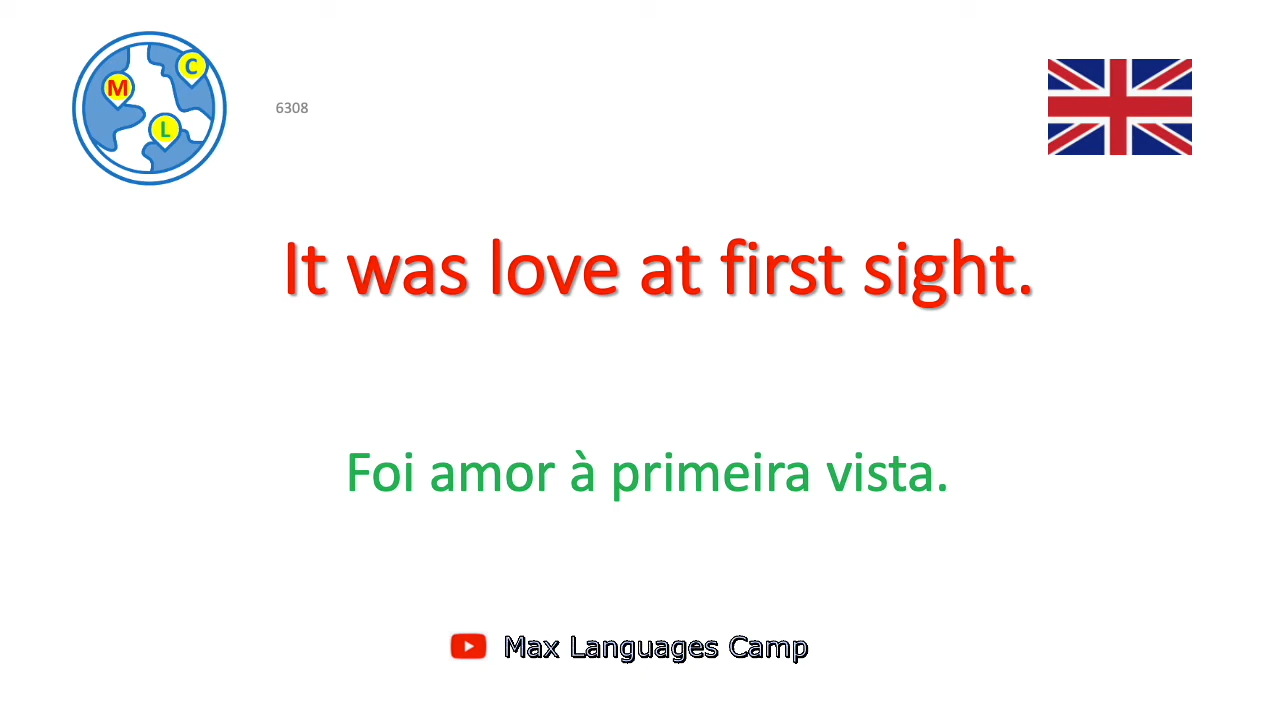 C
M
L
6308
It was love at first sight.
Foi amor à primeira vista.
Max Languages Camp